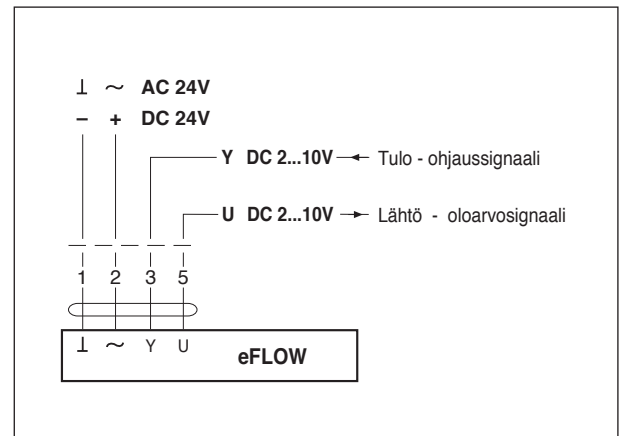 ⊥ ~ AC 24V
− + DC 24V
Y DC 2...10V Tulo - ohjaussignaali
U DC 2...10V Lähtö - oloarvosignaali
1 2 3 5
⊥ ~ Y U eFLOW